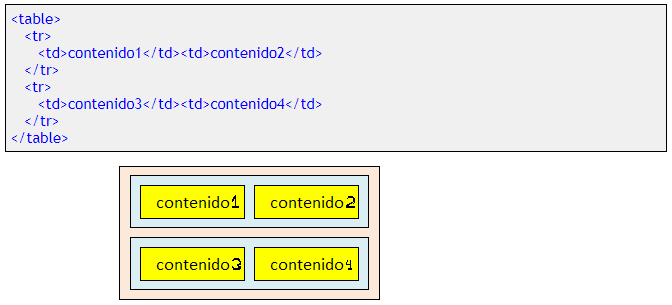 <table>
<tr>
<td>contenido1</td><td>contenido2</td>
</tr>
<tr>
<td>contenido3</td><td>contenido4</td>
</tr>
</table>
contenido1 contenido2
contenido3 contenido4